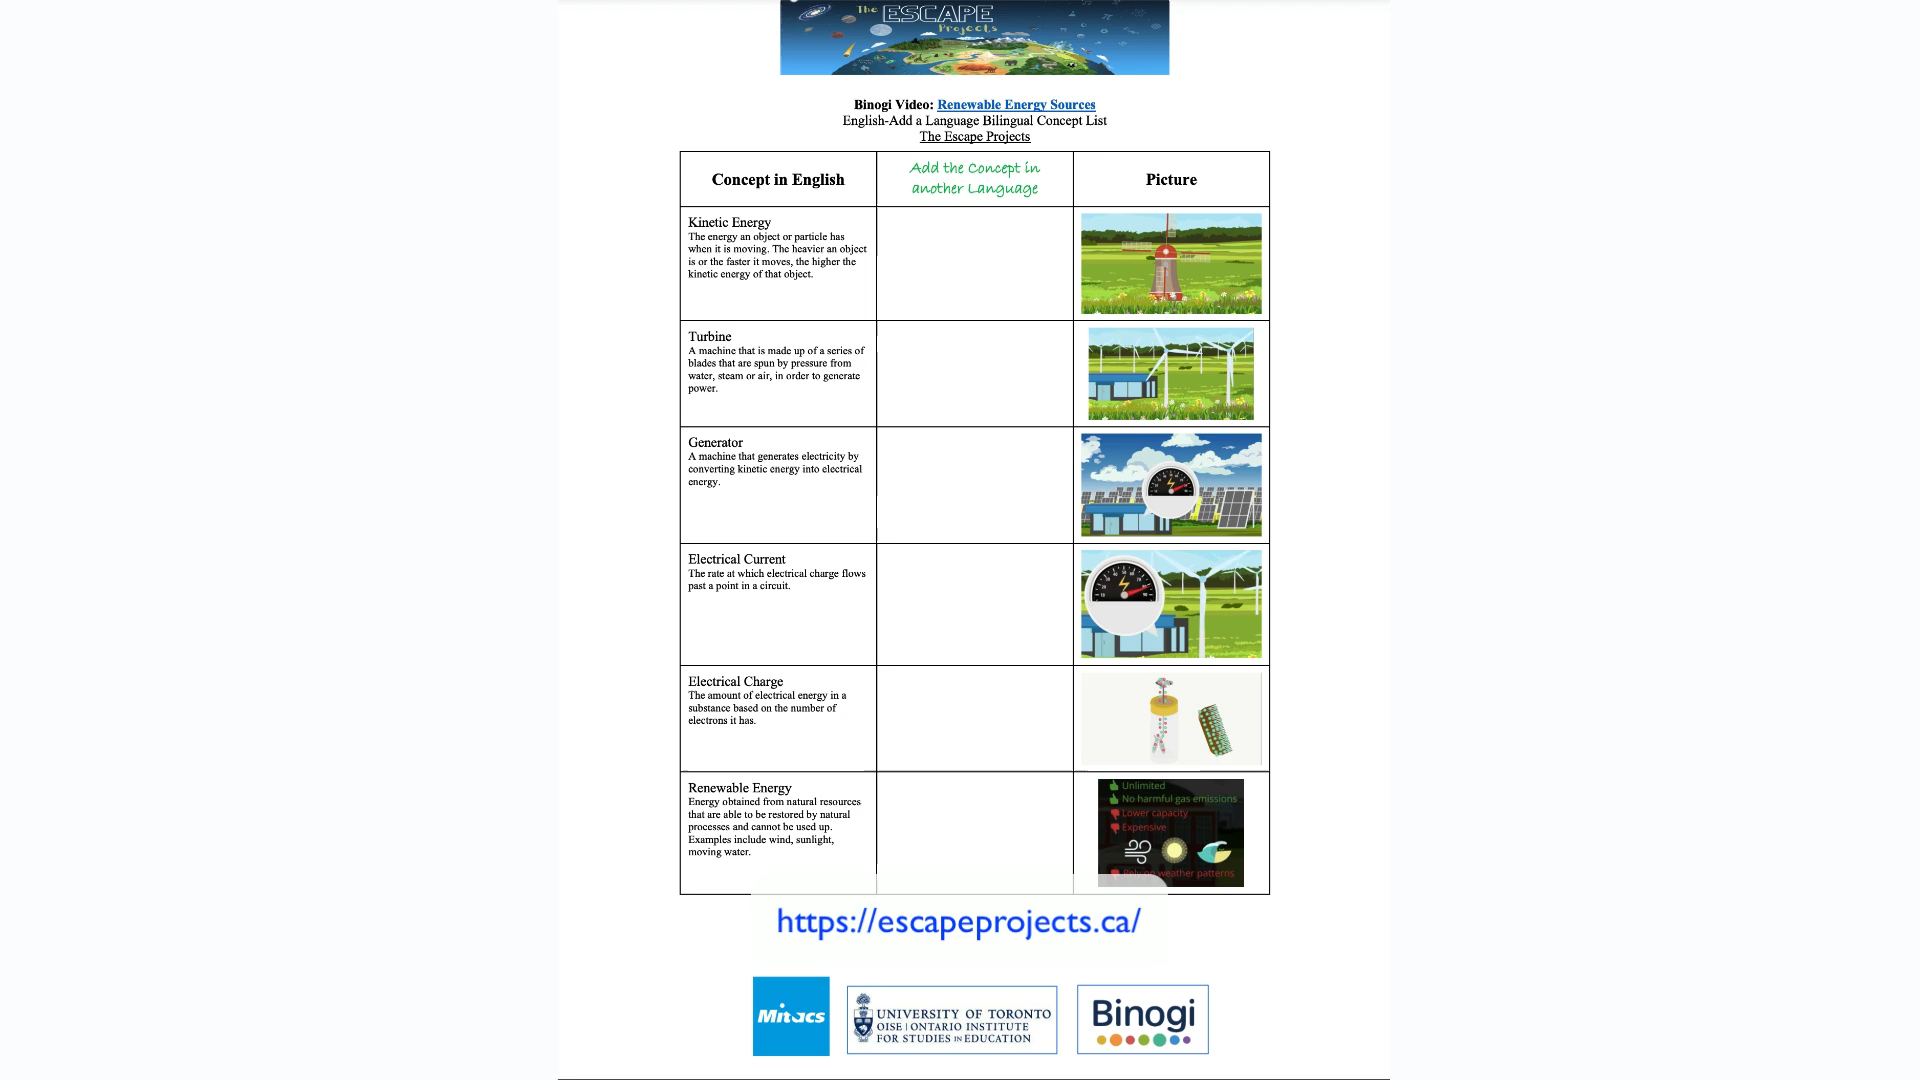 The ESCAPE
Projects
Binogi Video: Renewable Energy Sources
English-Add a Language Bilingual Concept List
The Escape Projects
Concept in English
Add the Concept in
another Language
Picture
Kinetic Energy
The energy an object or particle has
when it is moving. The heavier an object
is or the faster it moves, the higher the
kinetic energy of that object.
Turbine
A machine that is made up of a series of
blades that are spun by pressure from
water, steam or air, in order to generate
power.
Generator
A machine that generates electricity by
converting kinetic energy into electrical
energy.
Electrical Current
The rate at which electrical charge flows
past a point in a circuit.
Electrical Charge
The amount of electrical energy in a
substance based on the number of
electrons it has.
Renewable Energy
Energy obtained from natural resources
that are able to be restored by natural
processes and cannot be used up.
Examples include wind, sunlight,
moving water.
Unlimited
No harmful gas emissions
Lower capacity
Expensive
Relying weather patterns
https://escapeprojects.ca/
Mitacs
UNIVERSITY OF TORONTO
OISE | ONTARIO INSTITUTE
FOR STUDIES IN EDUCATION
Binogi